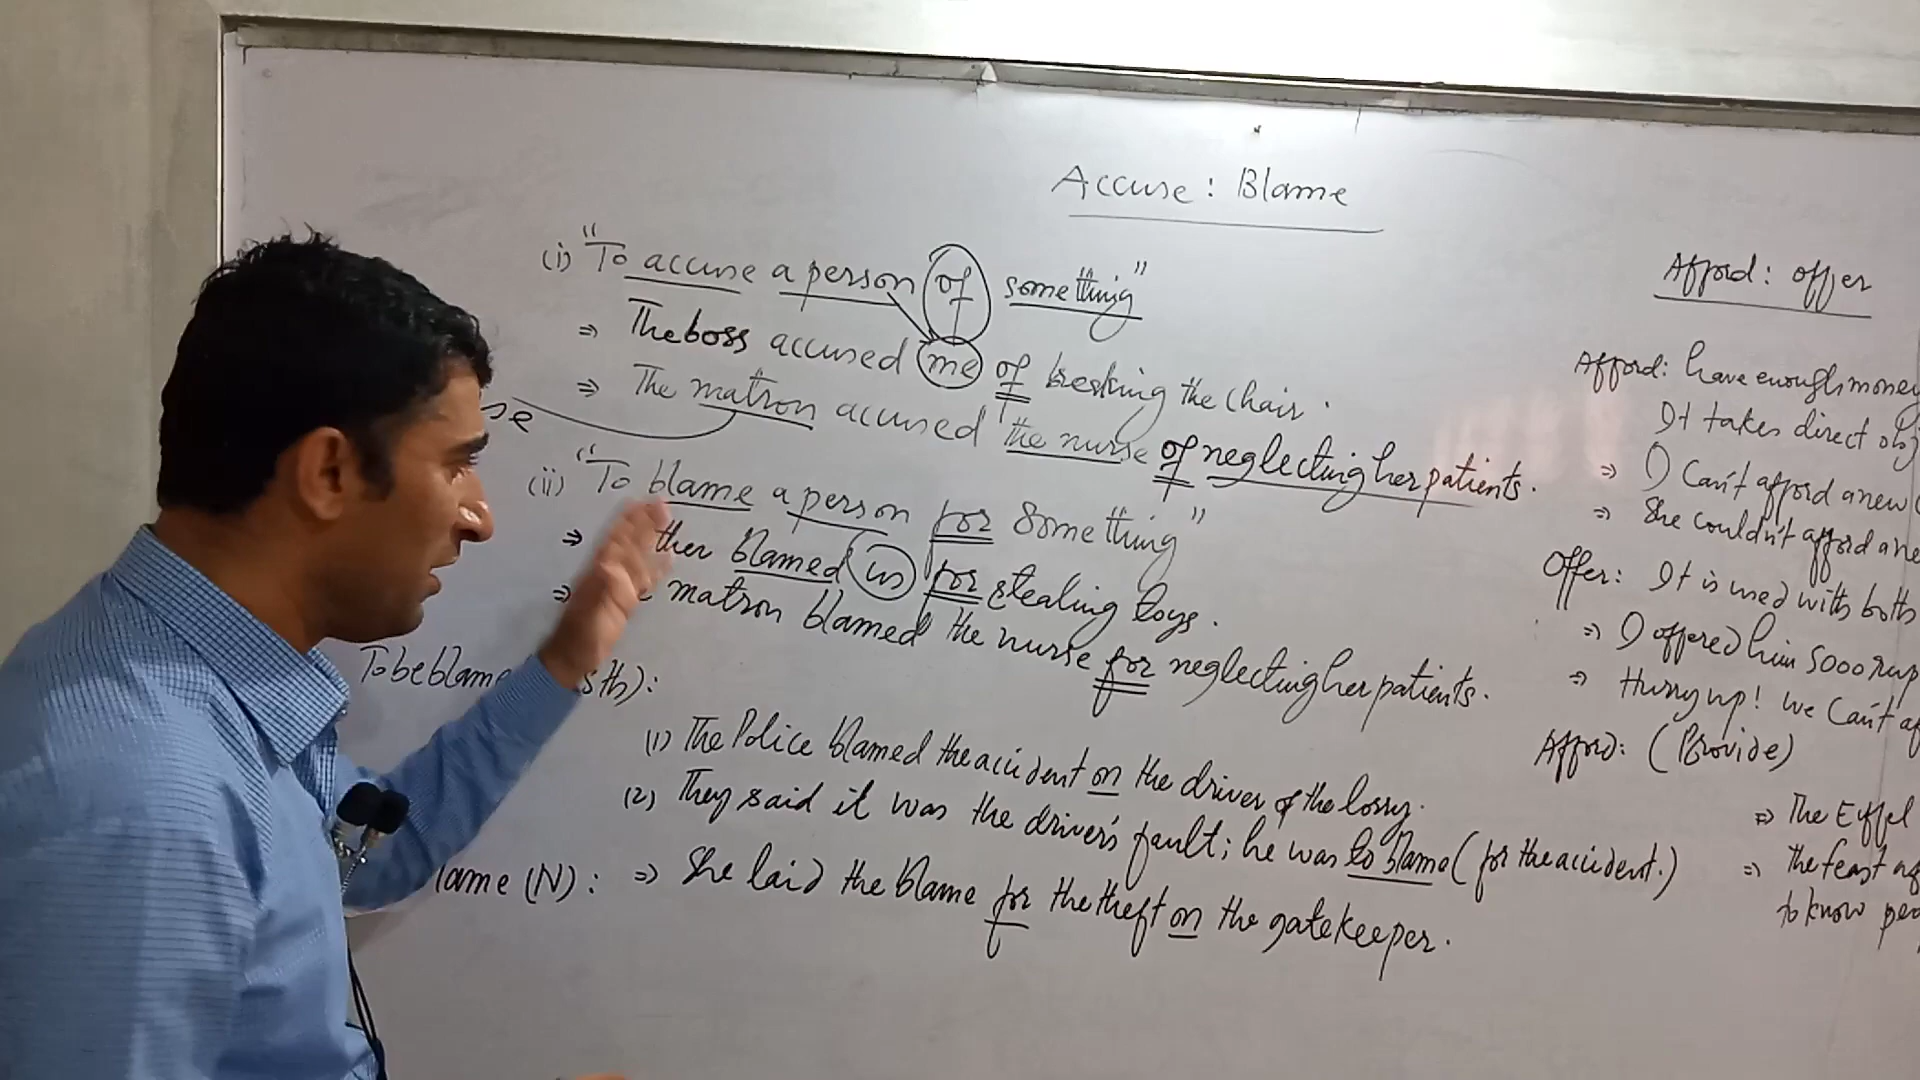 Accuse : Blame
(i) "To accuse a person of something"
⇒ The boss accused me of breaking the chair.
⇒ The matron accused the nurse of neglecting her patients.
se
(ii) "To blame a person for something"
⇒ ther blamed us for stealing toys.
⇒ matron blamed the nurse for neglecting her patients.
To be blame sth):
(1) The Police blamed the accident on the driver of the lorry.
(2) They said it was the driver's fault; he was to blame (for the accident.)
lame (N): ⇒ She laid the blame for the theft on the gatekeeper.
Afford : offer
Afford: have enough money
It takes direct obj
⇒ I Can't afford a new
⇒ She couldn't afford a ne
Offer: It is used with both
⇒ I offered him 5000 rup
⇒ Hurry up! We Can't af
Afford: (Provide)
⇒ The Eiffel
⇒ The feast af
to know peo